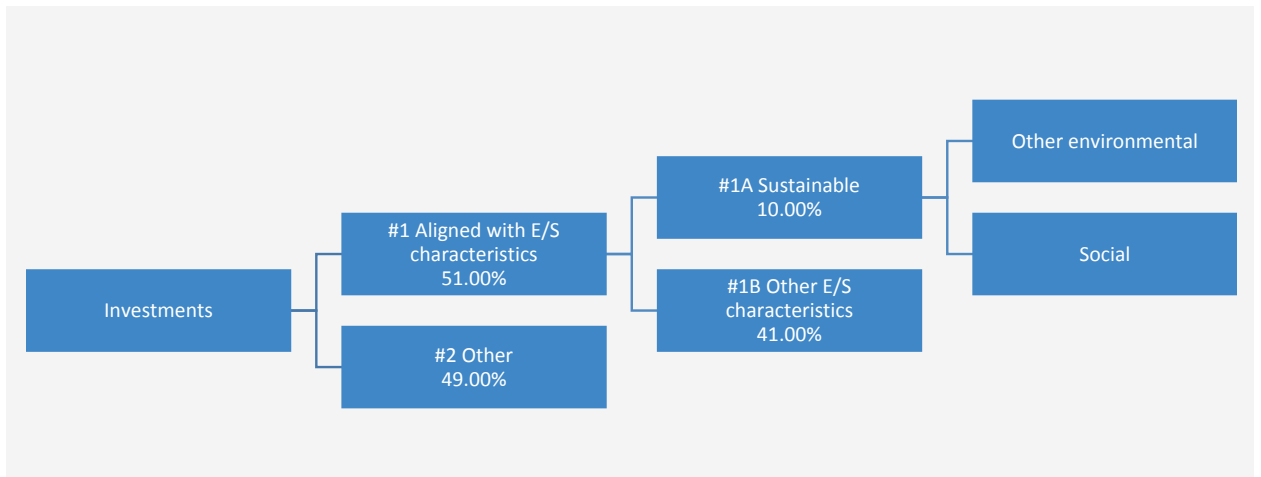 Investments
#1 Aligned with E/S
characteristics
51.00%
#2 Other
49.00%
#1A Sustainable
10.00%
#1B Other E/S
characteristics
41.00%
Other environmental
Social